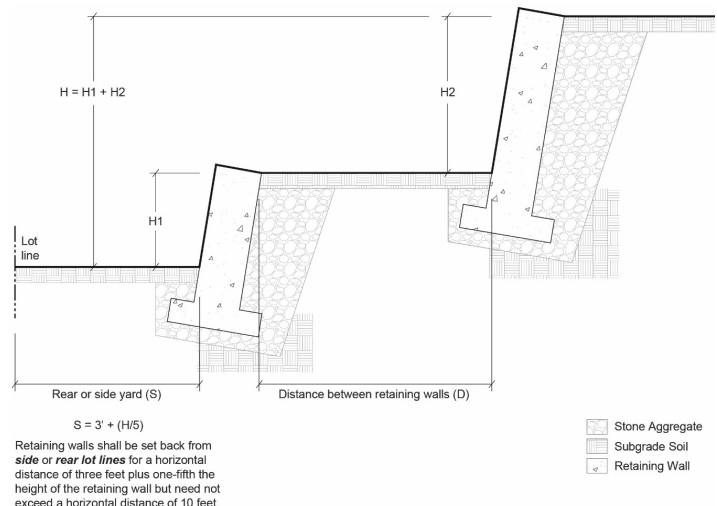 H = H1 + H2
H2
H1
Lot
line
Rear or side yard (S)
Distance between retaining walls (D)
S = 3' + (H/5)
Retaining walls shall be set back from
side or rear lot lines for a horizontal
distance of three feet plus one-fifth the
height of the retaining wall but need not
exceed a horizontal distance of 10 feet
Stone Aggregate
Subgrade Soil
Retaining Wall